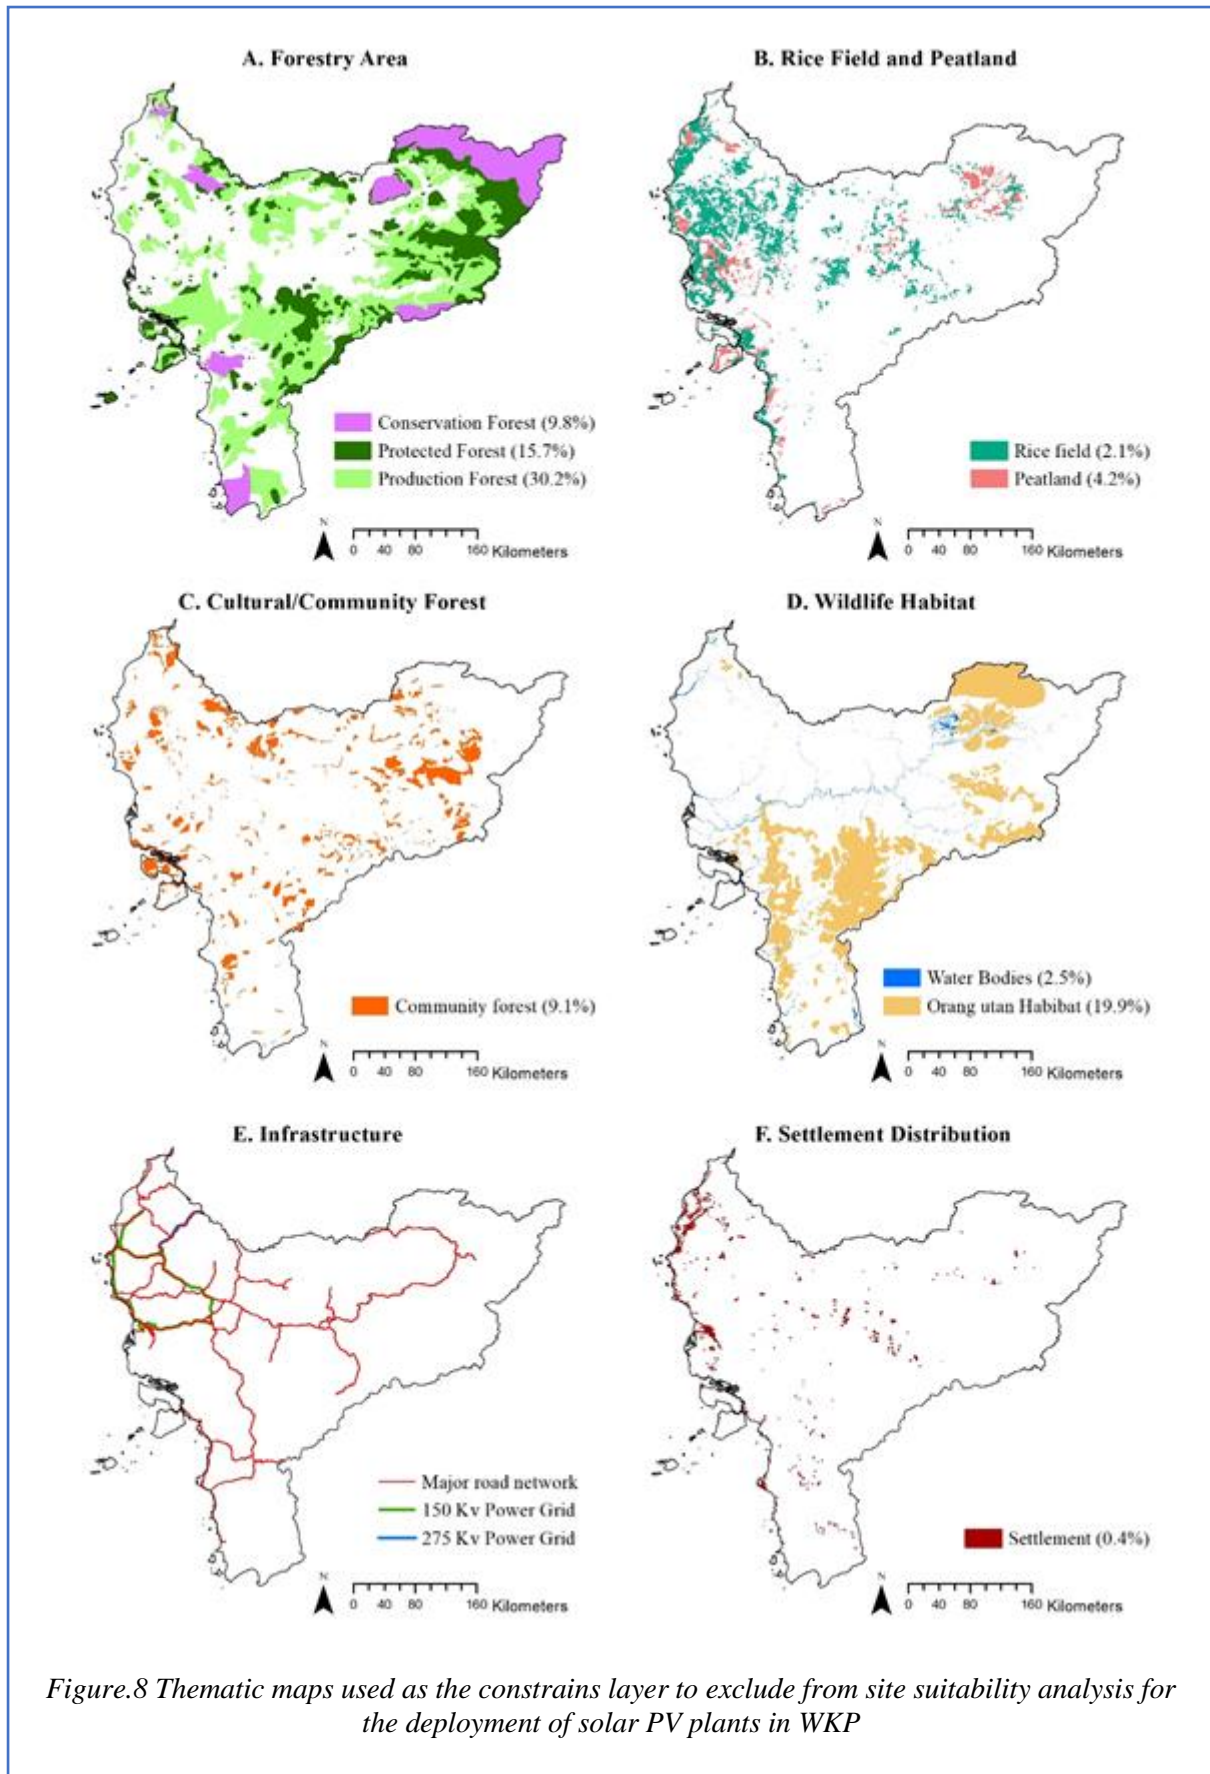 A. Forestry Area
Conservation Forest (9.8%)
Protected Forest (15.7%)
Production Forest (30.2%)
N
0 40 80 160 Kilometers
B. Rice Field and Peatland
Rice field (2.1%)
Peatland (4.2%)
N
0 40 80 160 Kilometers
C. Cultural/Community Forest
Community forest (9.1%)
N
0 40 80 160 Kilometers
D. Wildlife Habitat
Water Bodies (2.5%)
Orang utan Habibat (19.9%)
N
0 40 80 160 Kilometers
E. Infrastructure
Major road network
150 Kv Power Grid
275 Kv Power Grid
N
0 40 80 160 Kilometers
F. Settlement Distribution
Settlement (0.4%)
N
0 40 80 160 Kilometers
Figure.8 Thematic maps used as the constrains layer to exclude from site suitability analysis for
the deployment of solar PV plants in WKP